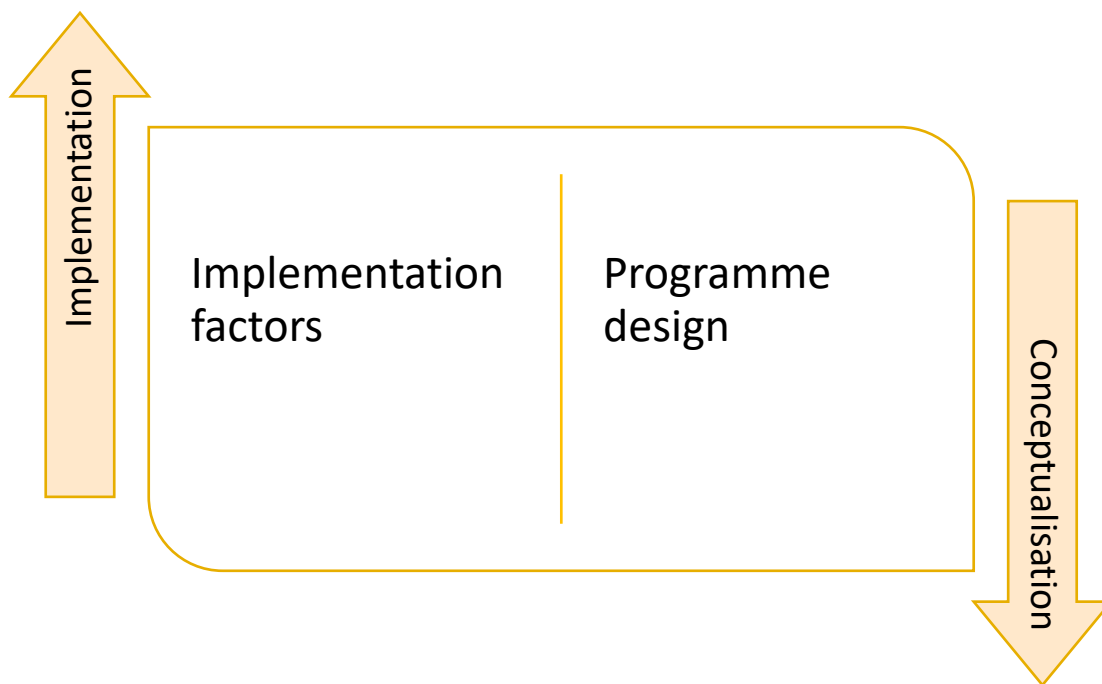 Implementation
Implementation
factors
Programme
design
Conceptualisation